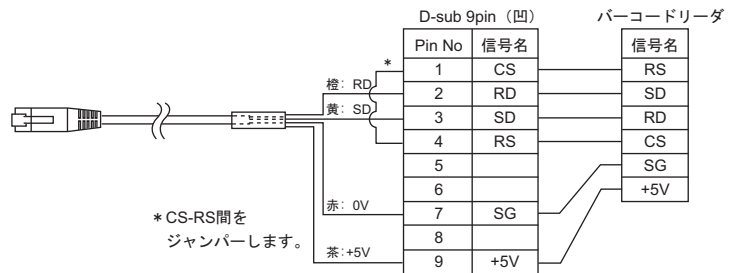 D-sub 9pin（凹） バーコードリーダ
Pin No 信号名 信号名
* 1 CS RS
橙：RD 2 RD SD
黄：SD 3 SD RD
4 RS CS
5 SG
6 +5V
赤：0V 7 SG
＊CS-RS間を
ジャンパーします。
8
茶：+5V 9 +5V